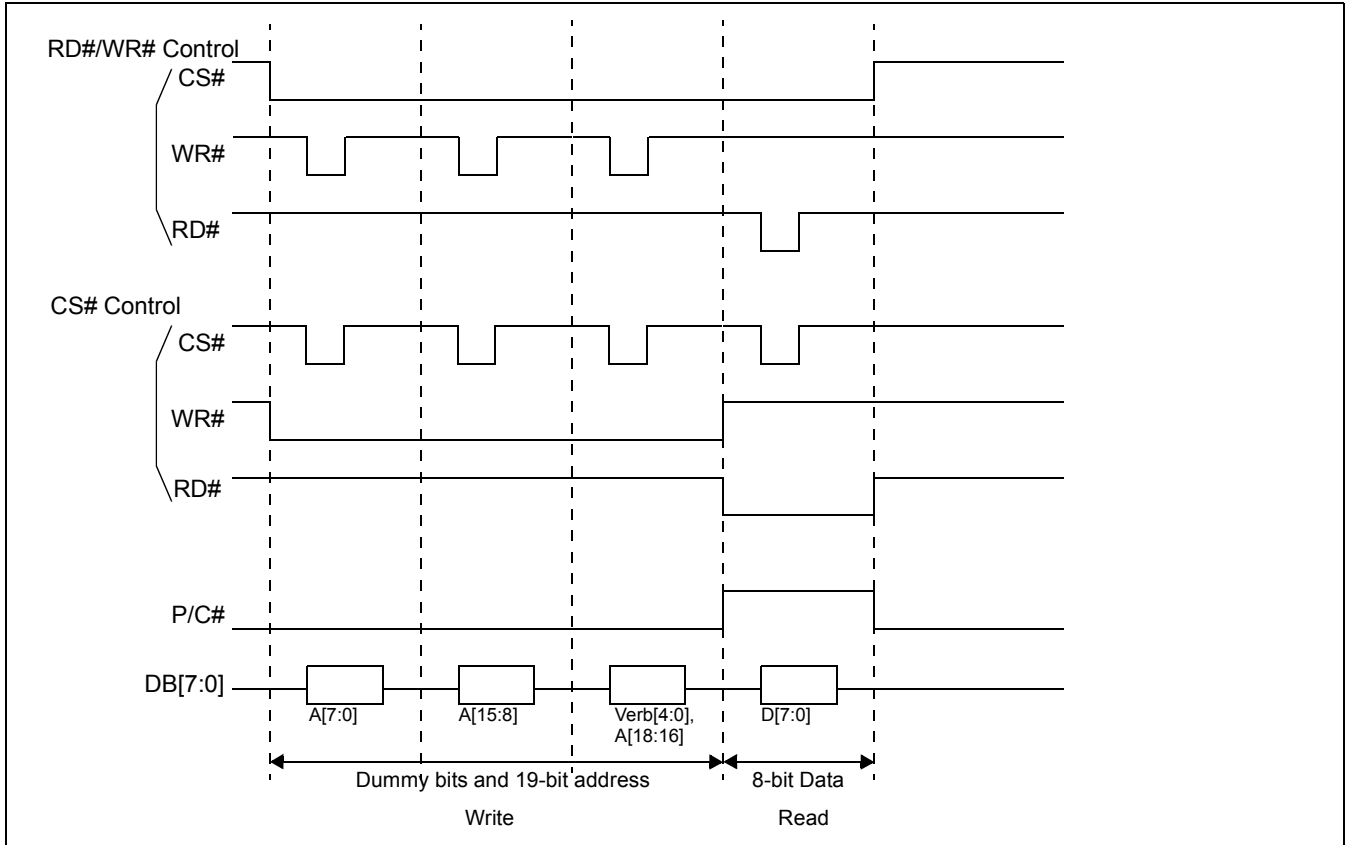 RD#/WR# Control
CS#
WR#
RD#
CS# Control
CS#
WR#
RD#
P/C#
DB[7:0]
A[7:0] A[15:8] Verb[4:0], D[7:0]
A[18:16]
Dummy bits and 19-bit address 8-bit Data
Write Read